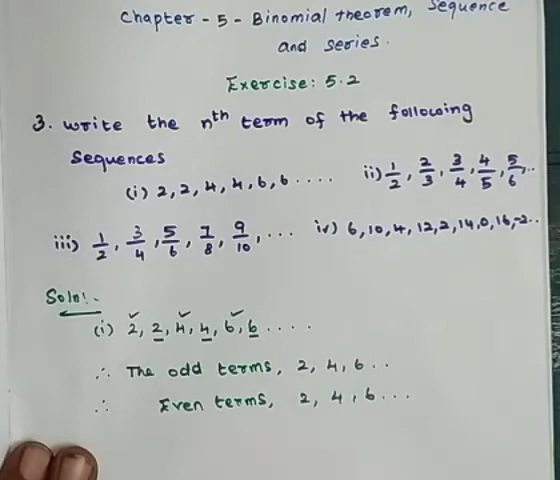 Chapter - 5 - Binomial theorem, Sequence
and series.
Exercise: 5.2
3. Write the nth term of the following
Sequences
(i) 2, 2, 4, 4, 6, 6 .... ii) 1/2, 2/3, 3/4, 4/5, 5/6, ..
iii) 1/2, 3/4, 5/6, 7/8, 9/10, ... iv) 6, 10, 4, 12, 2, 14, 0, 16, -2..
Soln:-
(i) 2, 2, 4, 4, 6, 6 ....
∴ The odd terms, 2, 4, 6 ..
∴ Even terms, 2, 4, 6 ...